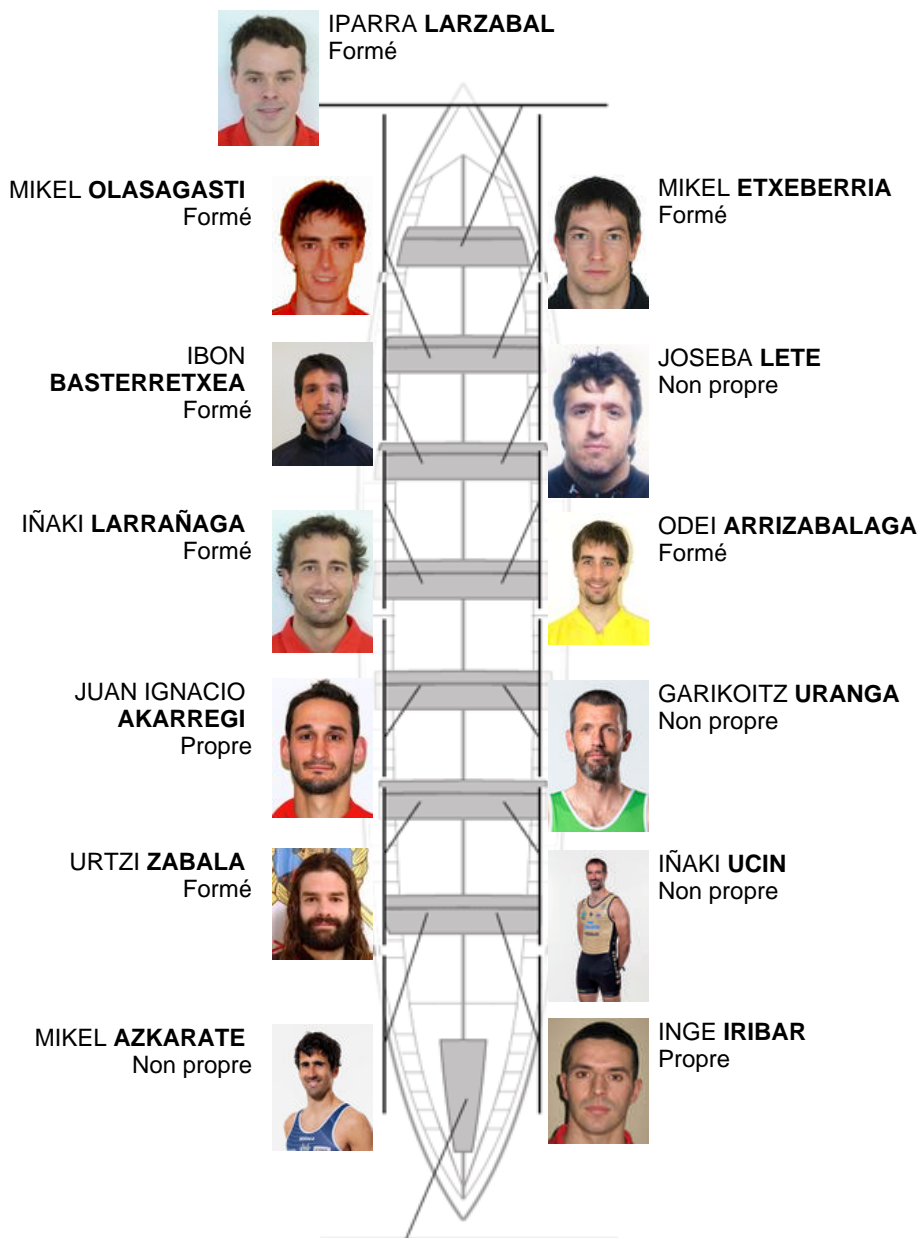 IPARRA LARZABAL
Formé
MIKEL OLASAGASTI
Formé
MIKEL ETXEBERRIA
Formé
IBON
BASTERRETXEA
Formé
JOSEBA LETE
Non propre
IÑAKI LARRAÑAGA
Formé
ODEI ARRIZABALAGA
Formé
JUAN IGNACIO
AKARREGI
Propre
GARIKOITZ URANGA
Non propre
URTZI ZABALA
Formé
IÑAKI UCIN
Non propre
MIKEL AZKARATE
Non propre
INGE IRIBAR
Propre